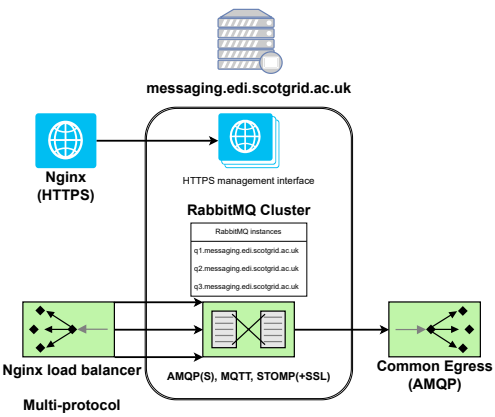 messaging.edi.scotgrid.ac.uk
Nginx
(HTTPS)
HTTPS management interface
RabbitMQ Cluster
RabbitMQ instances
q1.messaging.edi.scotgrid.ac.uk
q2.messaging.edi.scotgrid.ac.uk
q3.messaging.edi.scotgrid.ac.uk
Nginx load balancer
AMQP(S), MQTT, STOMP(+SSL)
Common Egress
(AMQP)
Multi-protocol